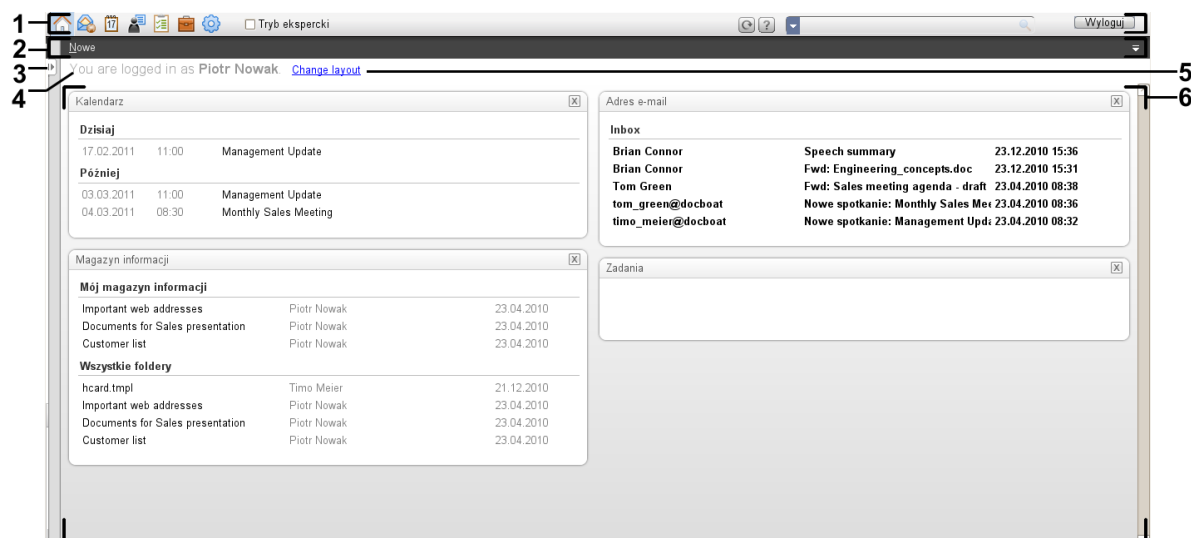 1
17
Tryb ekspercki
?
Wyloguj
2
Nowe
3
4
You are logged in as Piotr Nowak. Change layout
5
6
Kalendarz X
Dzisiaj
17.02.2011 11:00 Management Update
Później
03.03.2011 11:00 Management Update
04.03.2011 08:30 Monthly Sales Meeting
Adres e-mail X
Inbox
Brian Connor Speech summary 23.12.2010 15:36
Brian Connor Fwd: Engineering_concepts.doc 23.12.2010 15:31
Tom Green Fwd: Sales meeting agenda - draft 23.04.2010 08:38
tom_green@docboat Nowe spotkanie: Monthly Sales Mee 23.04.2010 08:36
timo_meier@docboat Nowe spotkanie: Management Upda 23.04.2010 08:32
Magazyn informacji X
Mój magazyn informacji
Important web addresses Piotr Nowak 23.04.2010
Documents for Sales presentation Piotr Nowak 23.04.2010
Customer list Piotr Nowak 23.04.2010
Wszystkie foldery
hcard.tmpl Timo Meier 21.12.2010
Important web addresses Piotr Nowak 23.04.2010
Documents for Sales presentation Piotr Nowak 23.04.2010
Customer list Piotr Nowak 23.04.2010
Zadania X